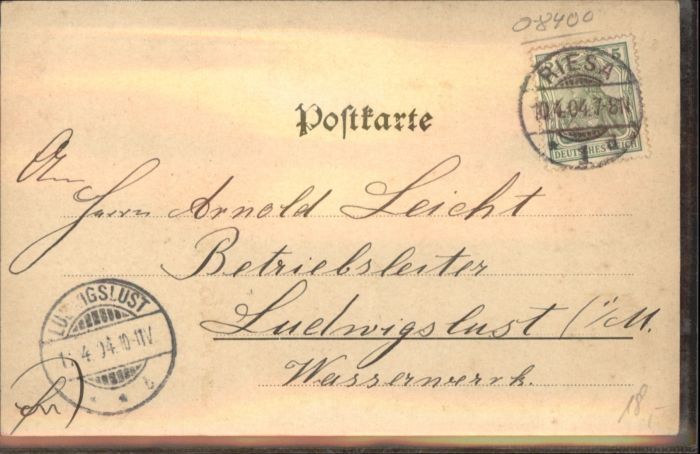 08400
5
RIESA
10.4.04.7-8N
1 d
DEUTSCHES REICH
Postkarte
An
Herrn Arnold Leicht
Betriebsleiter
Ludwigslust i/M.
Wasserwerk.
LUDWIGSLUST
4.04.10-11V
18,-